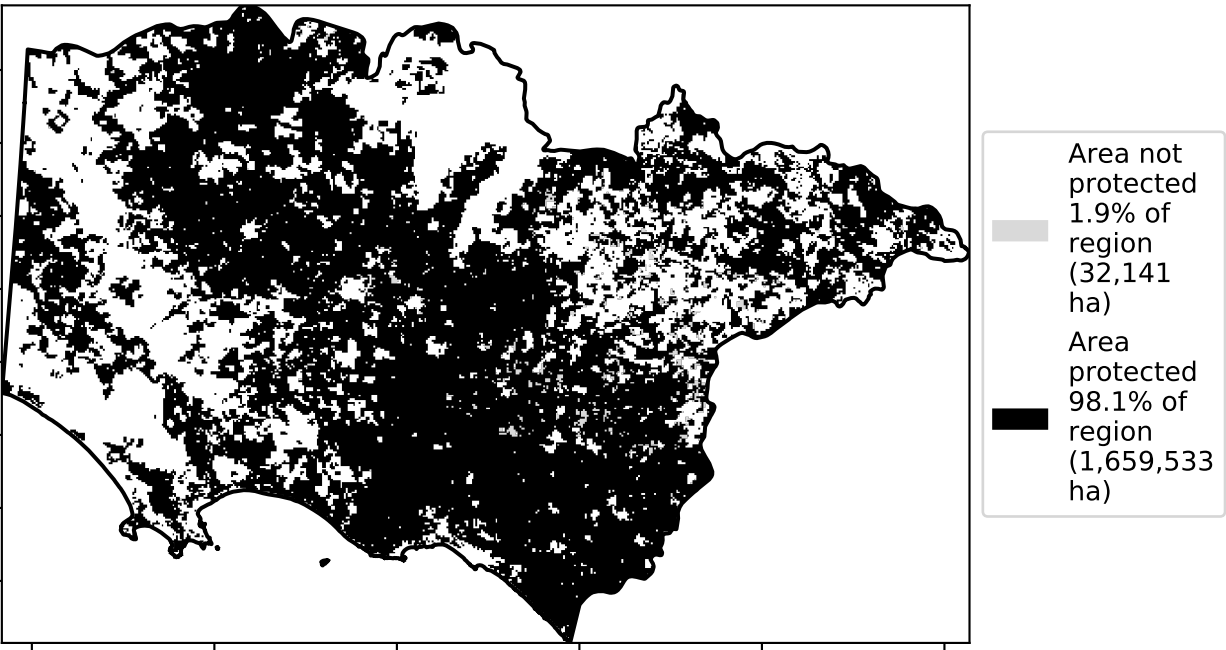 Area not
protected
1.9% of
region
(32,141
ha)
Area
protected
98.1% of
region
(1,659,533
ha)